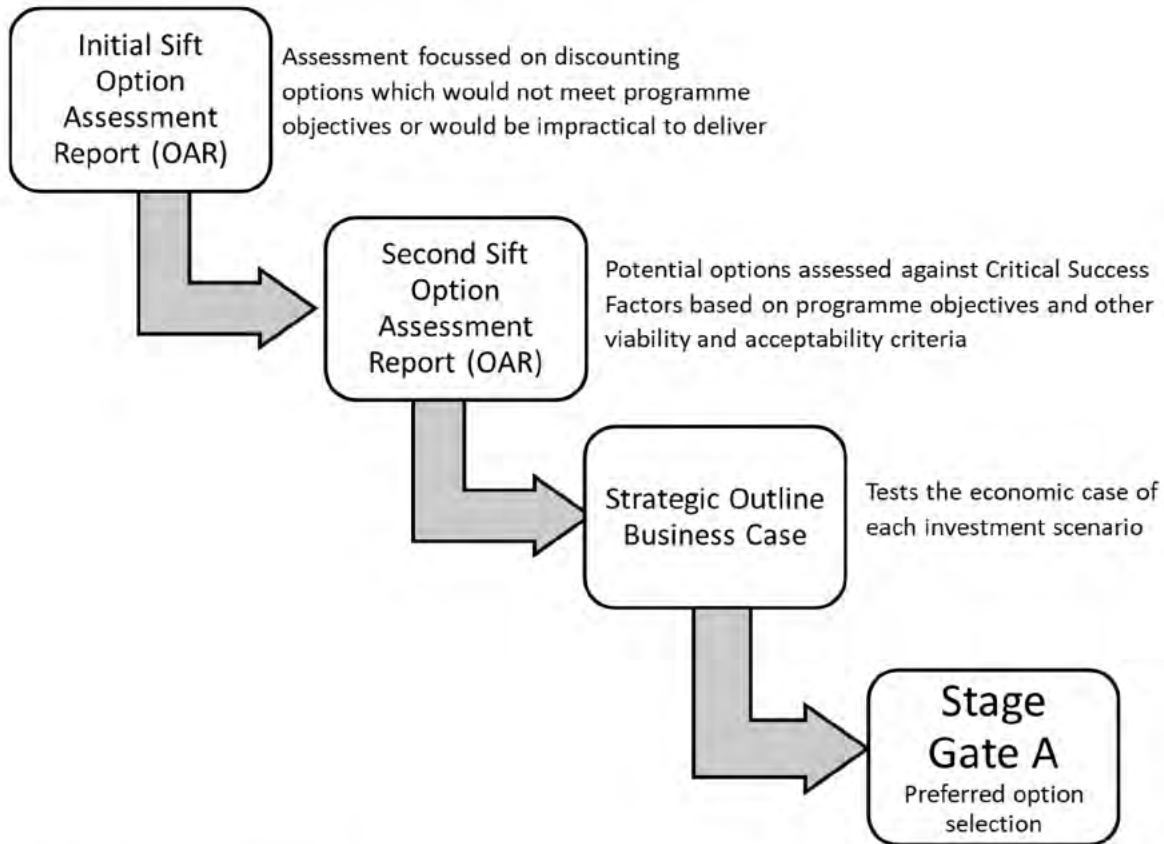 Initial Sift
Option
Assessment
Report (OAR)
Assessment focussed on discounting
options which would not meet programme
objectives or would be impractical to deliver
Second Sift
Option
Assessment
Report (OAR)
Potential options assessed against Critical Success
Factors based on programme objectives and other
viability and acceptability criteria
Strategic Outline
Business Case
Tests the economic case of
each investment scenario
Stage
Gate A
Preferred option
selection